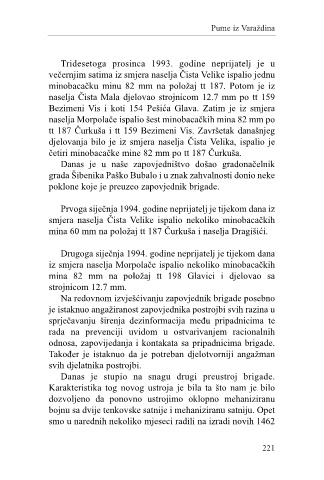 Pume iz Varaždina
Tridesetoga prosinca 1993. godine neprijatelj je u
večernjim satima iz smjera naselja Čista Velike ispalio jednu
minobacačku minu 82 mm na položaj tt 187. Potom je iz
naselja Čista Mala djelovao strojnicom 12.7 mm po tt 159
Bezimeni Vis i koti 154 Pešića Glava. Zatim je iz smjera
naselja Morpolače ispalio šest minobacačkih mina 82 mm po
tt 187 Čurkuša i tt 159 Bezimeni Vis. Završetak današnjeg
djelovanja bilo je iz smjera naselja Čista Velika, ispalio je
četiri minobacačke mine 82 mm po tt 187 Čurkuša.
Danas je u naše zapovjedništvo došao gradonačelnik
grada Šibenika Paško Bubalo i u znak zahvalnosti donio neke
poklone koje je preuzeo zapovjednik brigade.
Prvoga siječnja 1994. godine neprijatelj je tijekom dana iz
smjera naselja Čista Velike ispalio nekoliko minobacačkih
mina 60 mm na položaj tt 187 Čurkuša i naselja Dragišići.
Drugoga siječnja 1994. godine neprijatelj je tijekom dana
iz smjera naselja Morpolače ispalio nekoliko minobacačkih
mina 82 mm na položaj tt 198 Glavici i djelovao sa
strojnicom 12.7 mm.
Na redovnom izvješćivanju zapovjednik brigade posebno
je istaknuo angažiranost zapovjednika postrojbi svih razina u
sprječavanju širenja dezinformacija među pripadnicima te
rada na prevenciji uvidom u ostvarivanjem racionalnih
odnosa, zapovijedanja i kontakata sa pripadnicima brigade.
Također je istaknuo da je potreban djelotvorniji angažman
svih djelatnika postrojbi.
Danas je stupio na snagu drugi preustroj brigade.
Karakteristika tog novog ustroja je bila ta što nam je bilo
dozvoljeno da ponovno ustrojimo oklopno mehaniziranu
bojnu sa dvije tenkovske satnije i mehaniziranu satniju. Opet
smo u narednih nekoliko mjeseci radili na izradi novih 1462
221